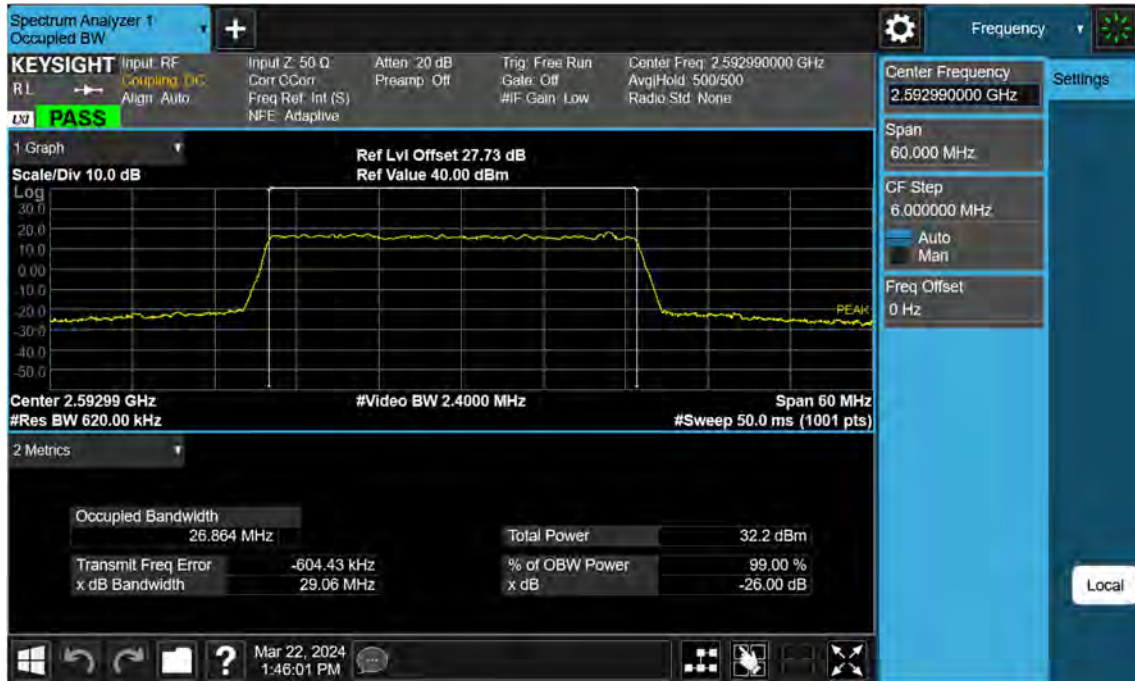 Spectrum Analyzer 1
Occupied BW
+
Frequency
KEYSIGHT Input: RF Input Z: 50 Ω Atten: 20 dB Trig: Free Run Center Freq: 2.592990000 GHz
RL Coupling: DC Corr CCorr Preamp: Off Gate: Off Avg|Hold: 500/500
Align: Auto Freq Ref: Int (S) #IF Gain: Low Radio Std: None
LXI PASS NFE: Adaptive
1 Graph
Ref Lvl Offset 27.73 dB
Scale/Div 10.0 dB Ref Value 40.00 dBm
Log
30.0
20.0
10.0
0.00
-10.0
-20.0
PEAK
-30.0
-40.0
-50.0
Center 2.59299 GHz #Video BW 2.4000 MHz Span 60 MHz
#Res BW 620.00 kHz #Sweep 50.0 ms (1001 pts)
2 Metrics
Occupied Bandwidth
26.864 MHz Total Power 32.2 dBm
Transmit Freq Error -604.43 kHz % of OBW Power 99.00 %
x dB Bandwidth 29.06 MHz x dB -26.00 dB
Center Frequency
2.592990000 GHz
Settings
Span
60.000 MHz
CF Step
6.000000 MHz
Auto
Man
Freq Offset
0 Hz
Local
?
Mar 22, 2024
1:46:01 PM